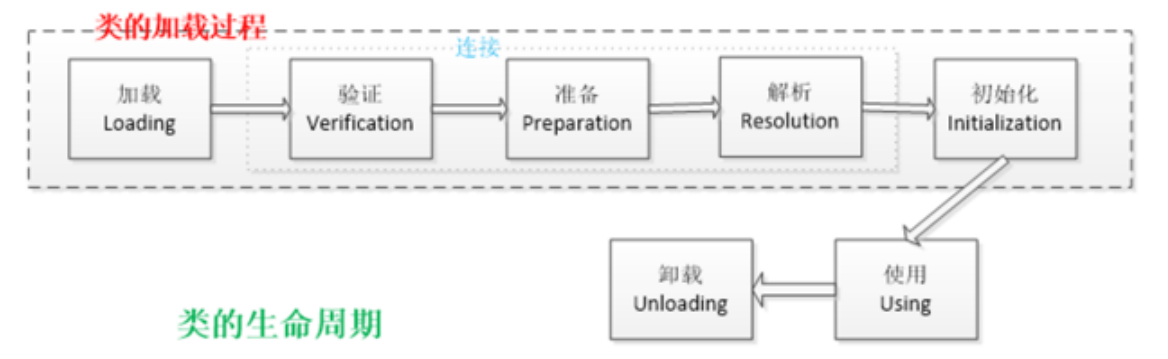 类的加载过程
连接
加载
Loading
验证
Verification
准备
Preparation
解析
Resolution
初始化
Initialization
卸载
Unloading
使用
Using
类的生命周期